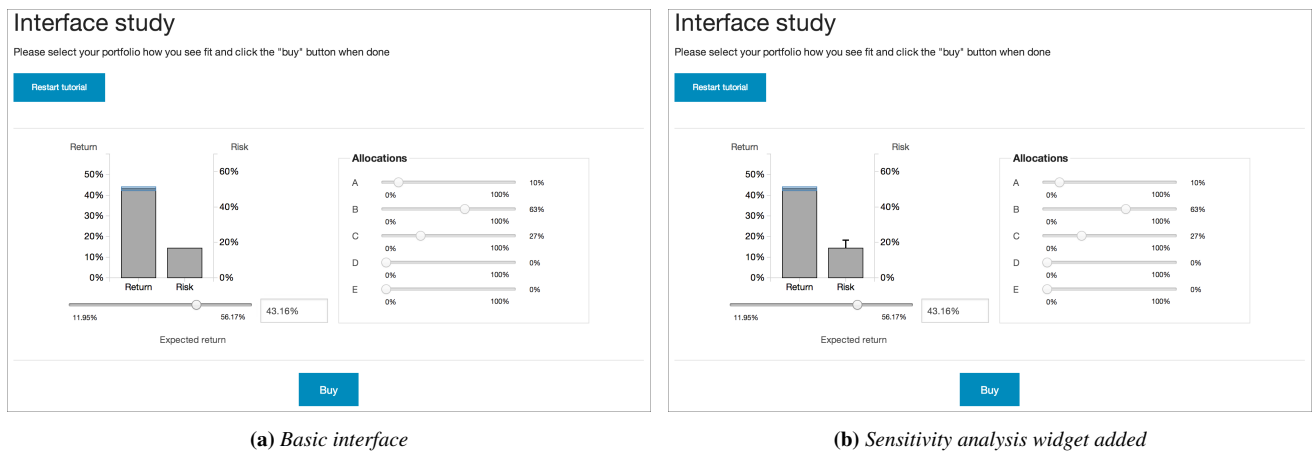 Interface study
Please select your portfolio how you see fit and click the "buy" button when done
Restart tutorial
Return Risk
50%
40%
30%
20%
10%
0%
60%
40%
20%
0%
Return Risk
11.95% 56.17%
43.16%
Expected return
Allocations
A 10%
0% 100%
B 63%
0% 100%
C 27%
0% 100%
D 0%
0% 100%
E 0%
0% 100%
Buy
(a) Basic interface
Interface study
Please select your portfolio how you see fit and click the "buy" button when done
Restart tutorial
Return Risk
50%
40%
30%
20%
10%
0%
60%
40%
20%
0%
Return Risk
11.95% 56.17%
43.16%
Expected return
Allocations
A 10%
0% 100%
B 63%
0% 100%
C 27%
0% 100%
D 0%
0% 100%
E 0%
0% 100%
Buy
(b) Sensitivity analysis widget added